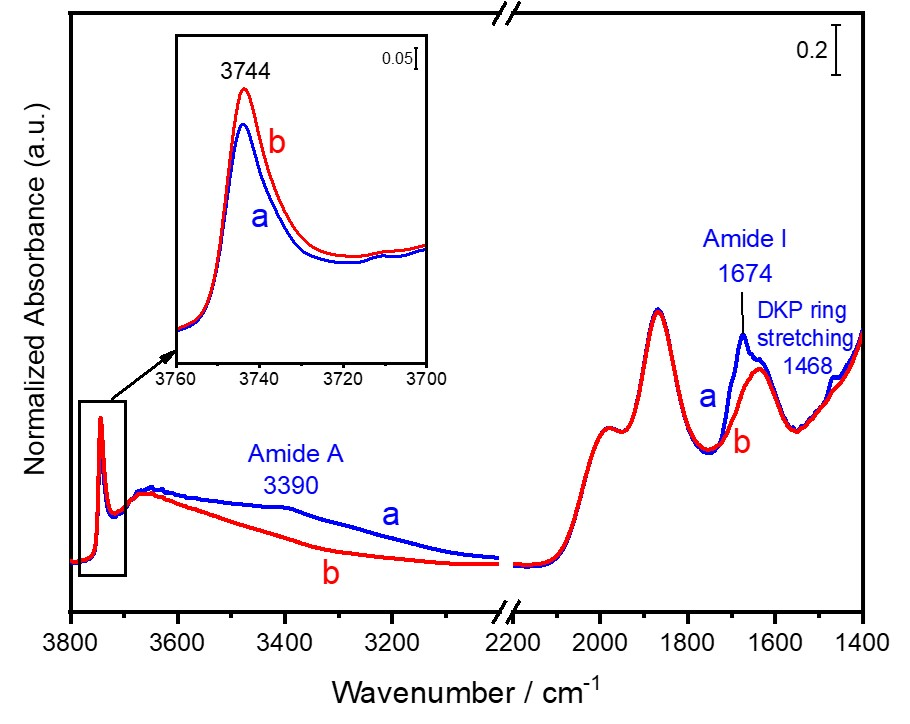 0.2
0.05
3744
b
a
3760
3740
3720
3700
Amide I
1674
DKP ring
stretching
1468
a
b
Amide A
3390
a
b
Normalized Absorbance (a.u.)
3800
3600
3400
3200
2200
2000
1800
1600
1400
Wavenumber / cm-1